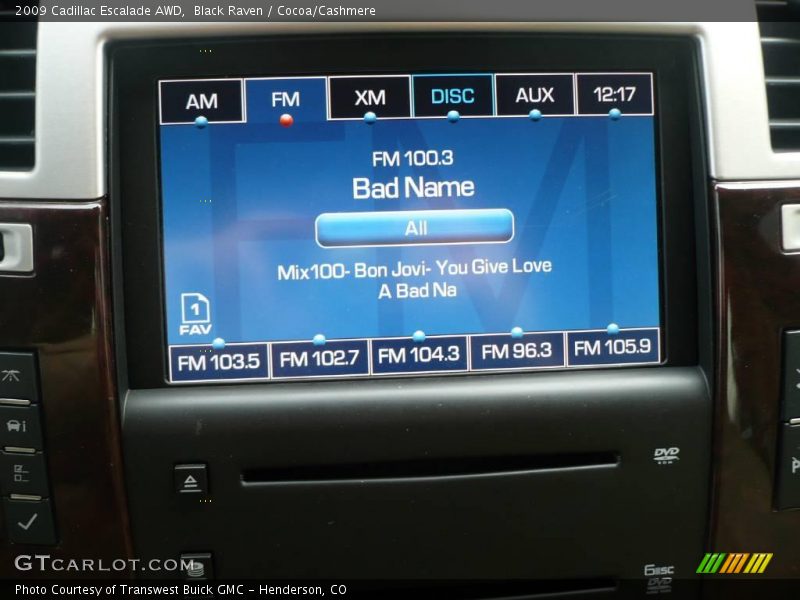 2009 Cadillac Escalade AWD, Black Raven / Cocoa/Cashmere
AM FM XM DISC AUX 12:17
FM 100.3
Bad Name
All
Mix100- Bon Jovi- You Give Love
A Bad Na
1
FAV
FM 103.5 FM 102.7 FM 104.3 FM 96.3 FM 105.9
DVD
ROM
i
GTCARLOT.COM
6DISC
DVD
Photo Courtesy of Transwest Buick GMC - Henderson, CO